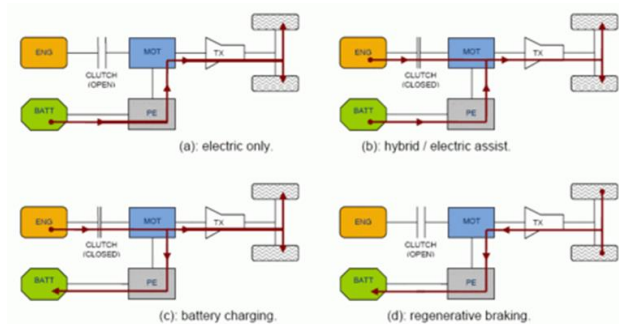 ENG
MOT
TX
CLUTCH
(OPEN)
BATT
PE
(a): electric only.
ENG
MOT
TX
CLUTCH
(CLOSED)
BATT
PE
(b): hybrid / electric assist.
ENG
MOT
TX
CLUTCH
(CLOSED)
BATT
PE
(c): battery charging.
ENG
MOT
TX
CLUTCH
(OPEN)
BATT
PE
(d): regenerative braking.